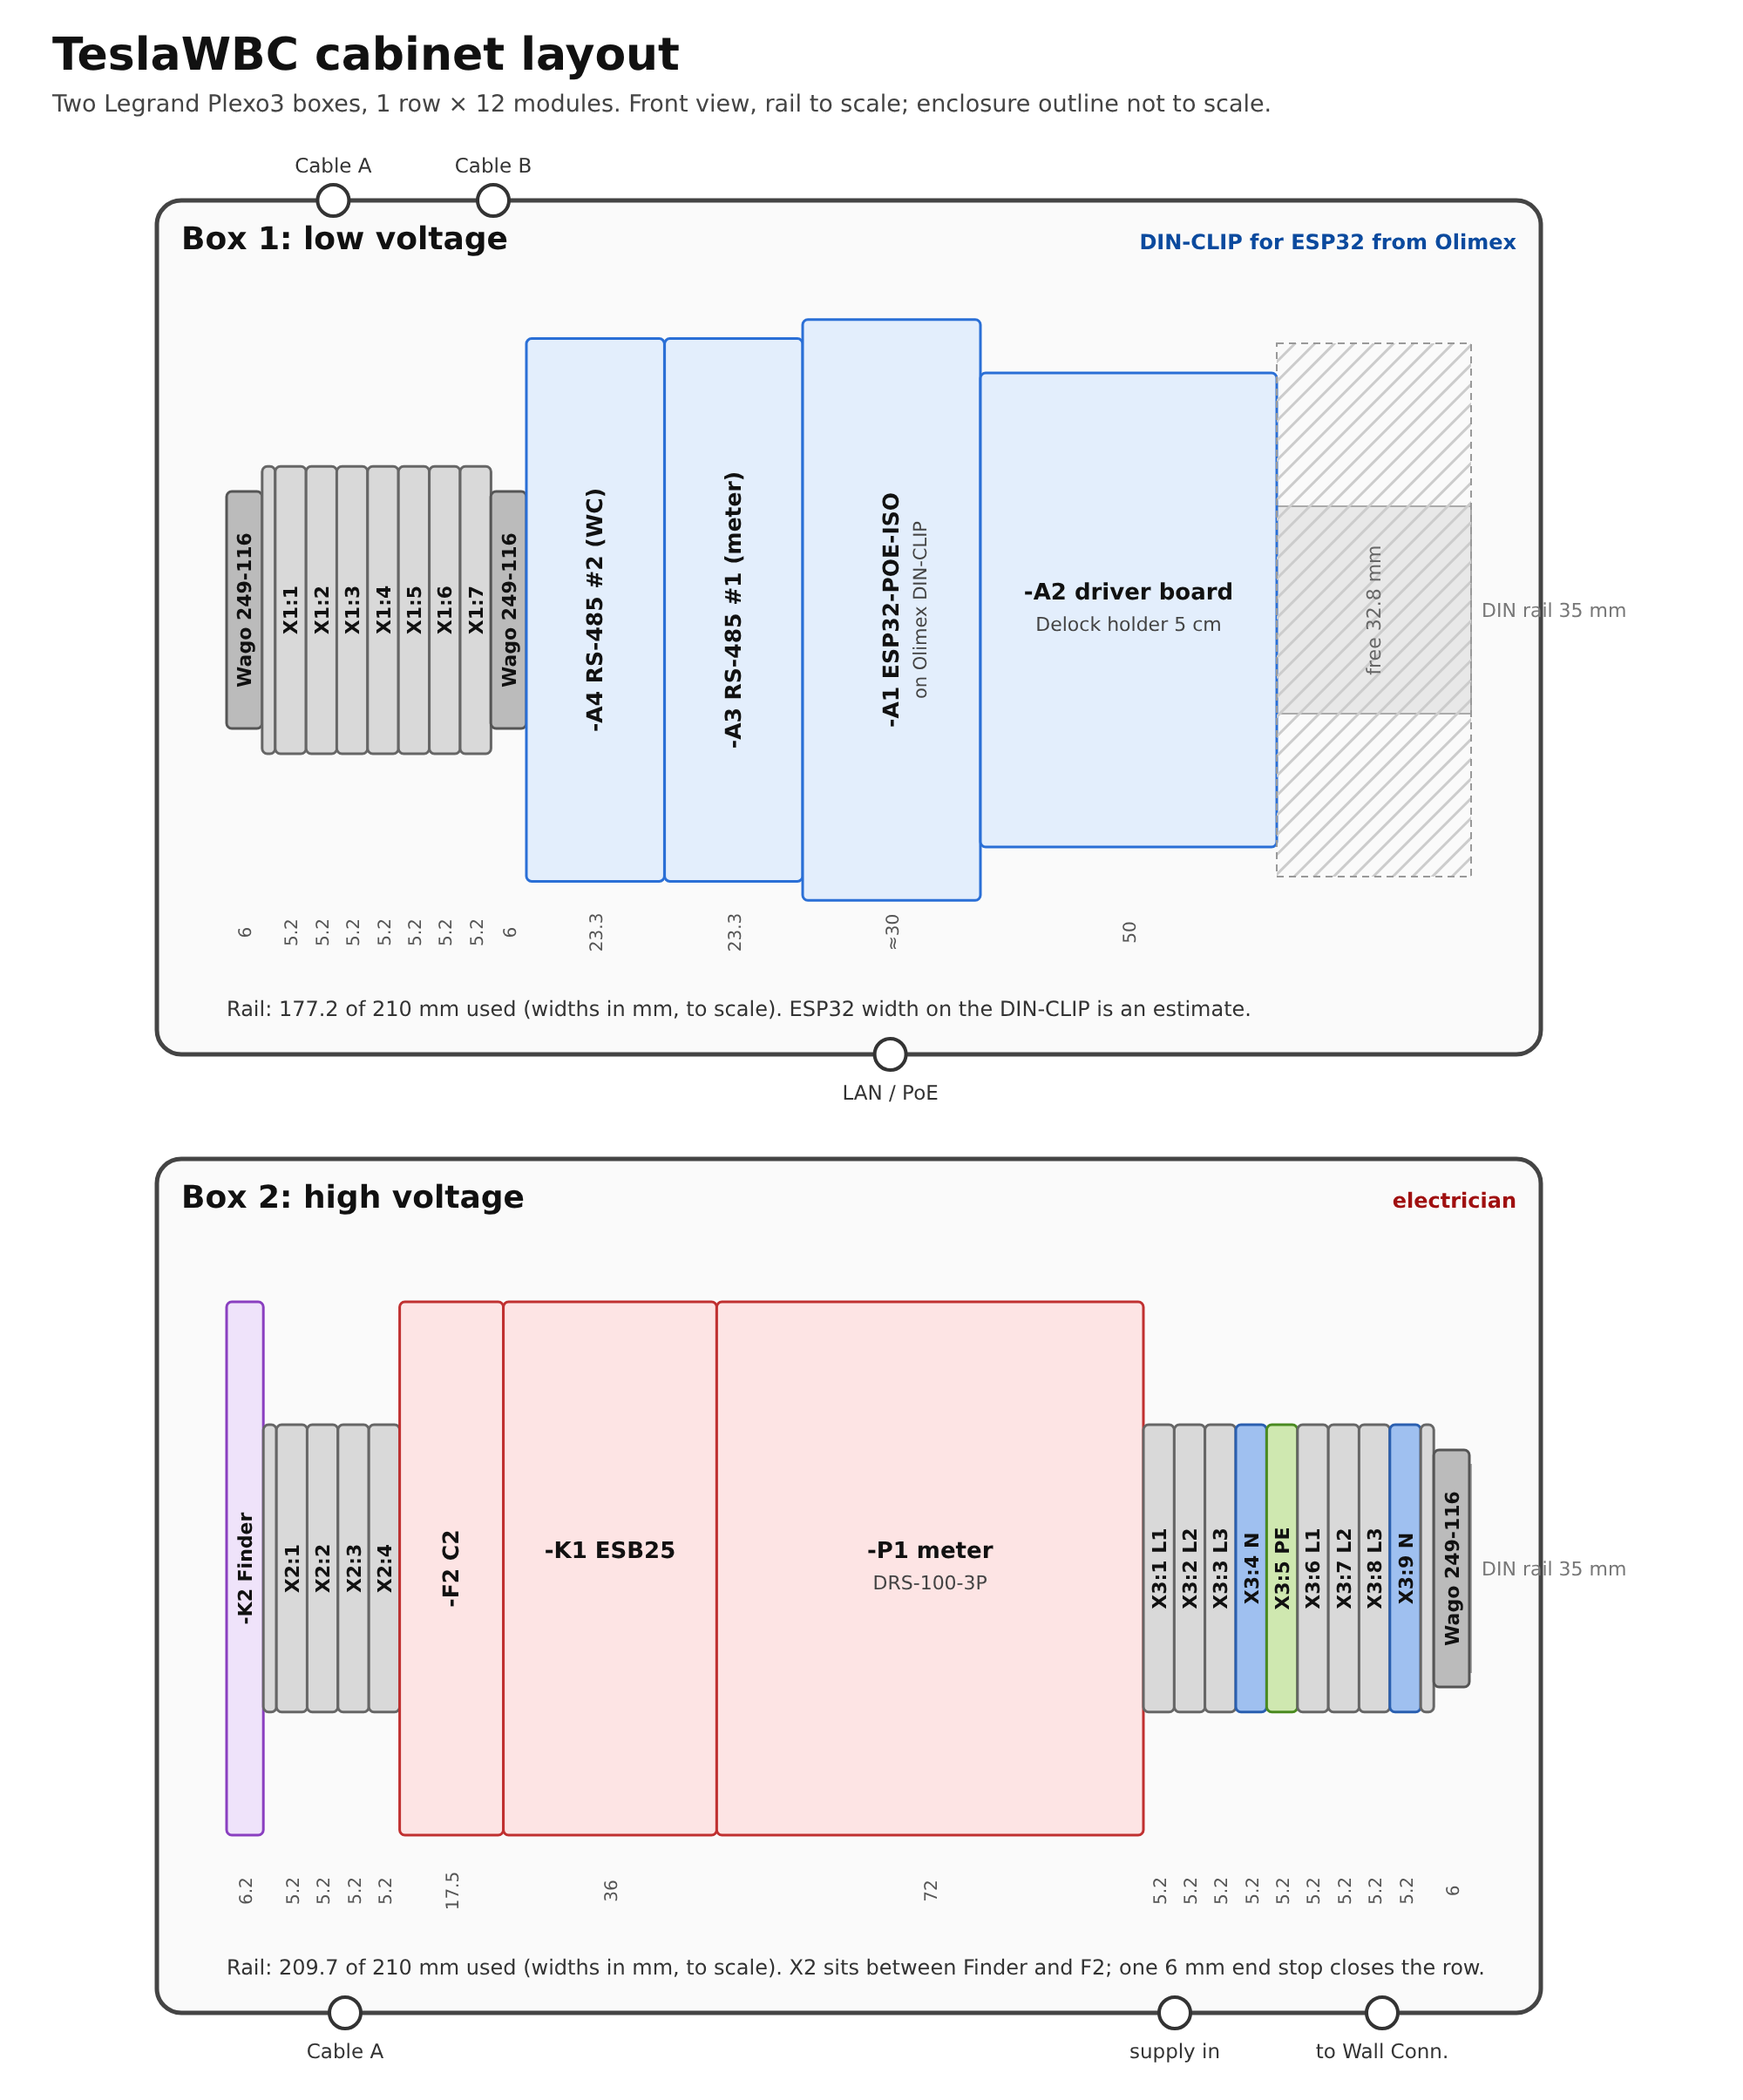 TeslaWBC cabinet layout
Two Legrand Plexo3 boxes, 1 row × 12 modules. Front view, rail to scale; enclosure outline not to scale.
Cable A
Cable B
Box 1: low voltage
DIN-CLIP for ESP32 from Olimex
Wago 249-116
X1:1
X1:2
X1:3
X1:4
X1:5
X1:6
X1:7
Wago 249-116
-A4 RS-485 #2 (WC)
-A3 RS-485 #1 (meter)
-A1 ESP32-POE-ISO
on Olimex DIN-CLIP
-A2 driver board
Delock holder 5 cm
free 32.8 mm
DIN rail 35 mm
6
5.2
5.2
5.2
5.2
5.2
5.2
5.2
6
23.3
23.3
≈30
50
Rail: 177.2 of 210 mm used (widths in mm, to scale). ESP32 width on the DIN-CLIP is an estimate.
LAN / PoE
Box 2: high voltage
electrician
-K2 Finder
X2:1
X2:2
X2:3
X2:4
-F2 C2
-K1 ESB25
-P1 meter
DRS-100-3P
X3:1 L1
X3:2 L2
X3:3 L3
X3:4 N
X3:5 PE
X3:6 L1
X3:7 L2
X3:8 L3
X3:9 N
Wago 249-116
DIN rail 35 mm
6.2
5.2
5.2
5.2
5.2
17.5
36
72
5.2
5.2
5.2
5.2
5.2
5.2
5.2
5.2
5.2
6
Rail: 209.7 of 210 mm used (widths in mm, to scale). X2 sits between Finder and F2; one 6 mm end stop closes the row.
Cable A
supply in
to Wall Conn.